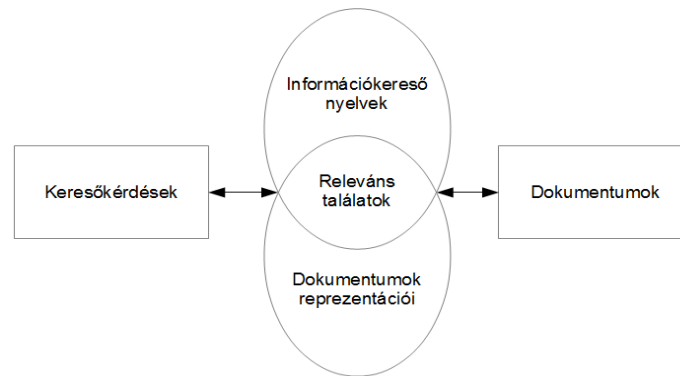 Információkereső
nyelvek
Keresőkérdések
Releváns
találatok
Dokumentumok
Dokumentumok
reprezentációi